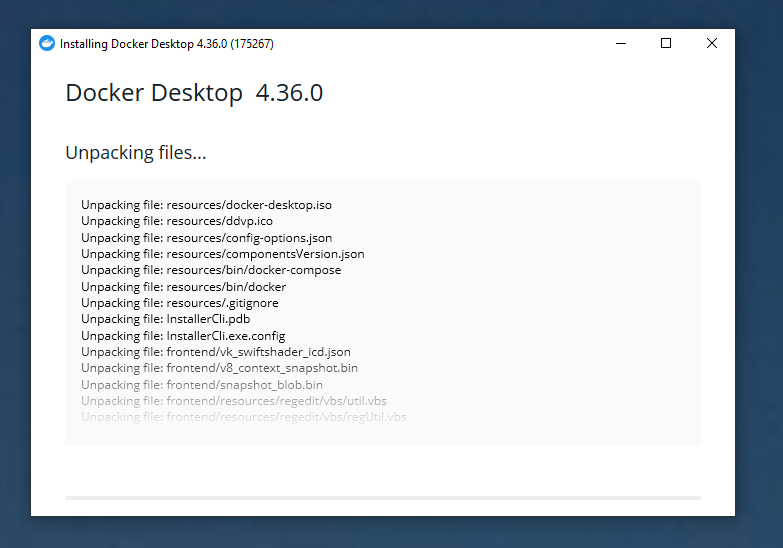 Installing Docker Desktop 4.36.0 (175267)
Docker Desktop 4.36.0
Unpacking files...
Unpacking file: resources/docker-desktop.iso
Unpacking file: resources/ddvp.ico
Unpacking file: resources/config-options.json
Unpacking file: resources/componentsVersion.json
Unpacking file: resources/bin/docker-compose
Unpacking file: resources/bin/docker
Unpacking file: resources/.gitignore
Unpacking file: InstallerCli.pdb
Unpacking file: InstallerCli.exe.config
Unpacking file: frontend/vk_swiftshader_icd.json
Unpacking file: frontend/v8_context_snapshot.bin
Unpacking file: frontend/snapshot_blob.bin
Unpacking file: frontend/resources/regedit/vbs/util.vbs
Unpacking file: frontend/resources/regedit/vbs/regUtil.vbs